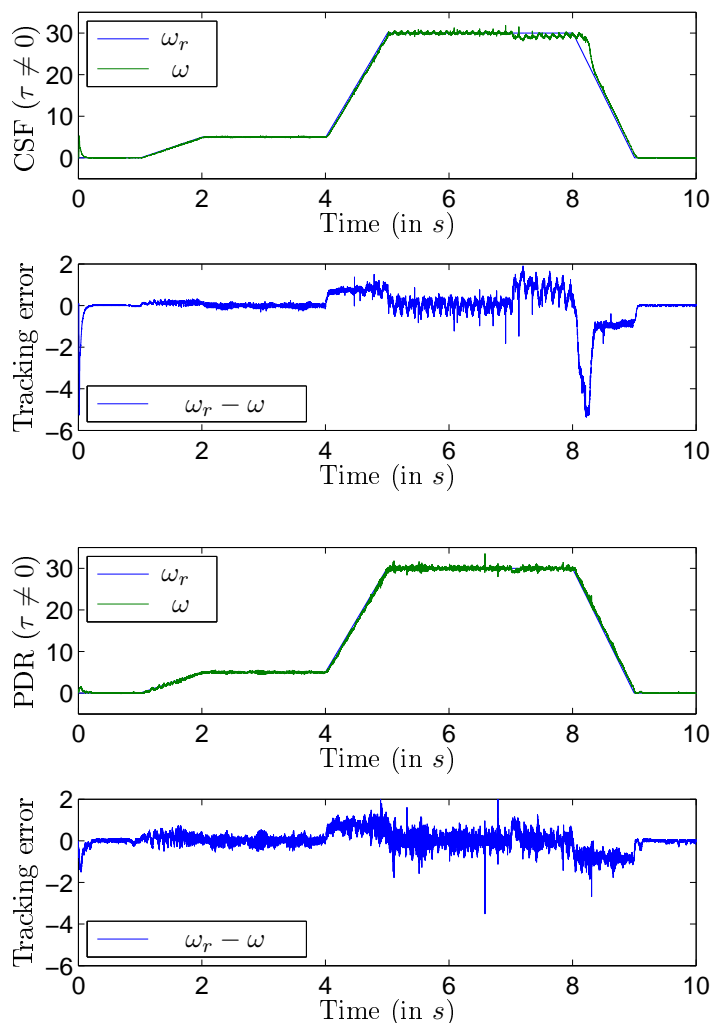 CSF (τ ≠ 0)
30
20
10
0
ω_r
ω
0 2 4 6 8 10
Time (in s)
Tracking error
2
0
−2
−4
−6
ω_r − ω
0 2 4 6 8 10
Time (in s)
PDR (τ ≠ 0)
30
20
10
0
ω_r
ω
0 2 4 6 8 10
Time (in s)
Tracking error
2
0
−2
−4
−6
ω_r − ω
0 2 4 6 8 10
Time (in s)